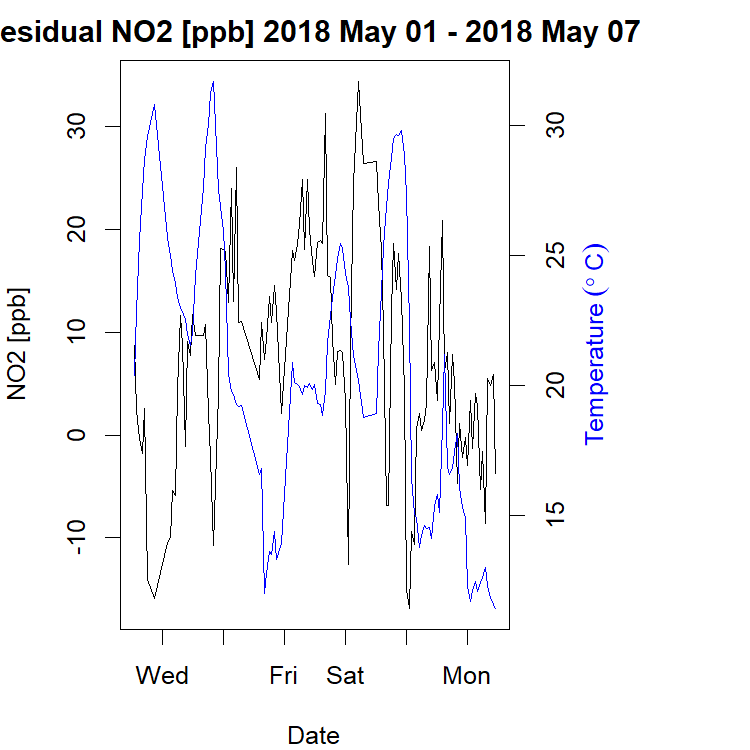 esidual NO2 [ppb] 2018 May 01 - 2018 May 07
NO2 [ppb]
30
20
10
0
-10
30
25
20
15
Temperature (° C)
Wed Fri Sat Mon
Date